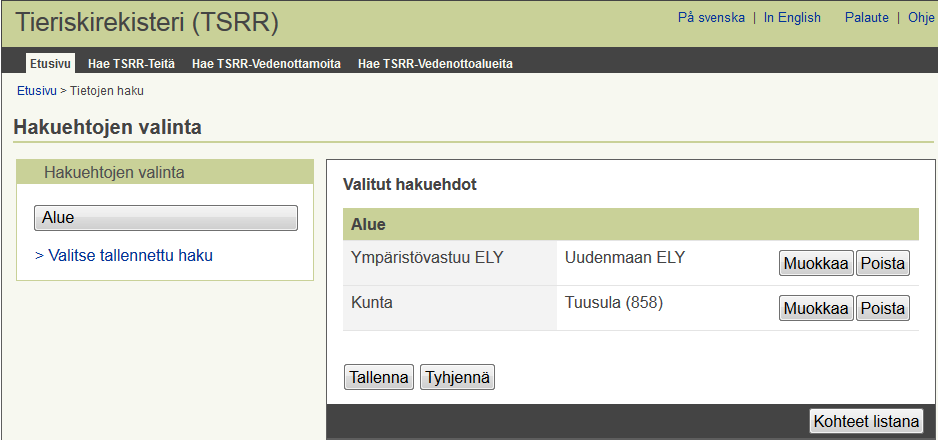 Tieriskirekisteri (TSRR)
På svenska | In English Palaute | Ohje
Etusivu Hae TSRR-Teitä Hae TSRR-Vedenottamoita Hae TSRR-Vedenottoalueita
Etusivu > Tietojen haku
Hakuehtojen valinta
Hakuehtojen valinta
Alue
> Valitse tallennettu haku
Valitut hakuehdot
Alue
Ympäristövastuu ELY Uudenmaan ELY Muokkaa Poista
Kunta Tuusula (858) Muokkaa Poista
Tallenna Tyhjennä
Kohteet listana